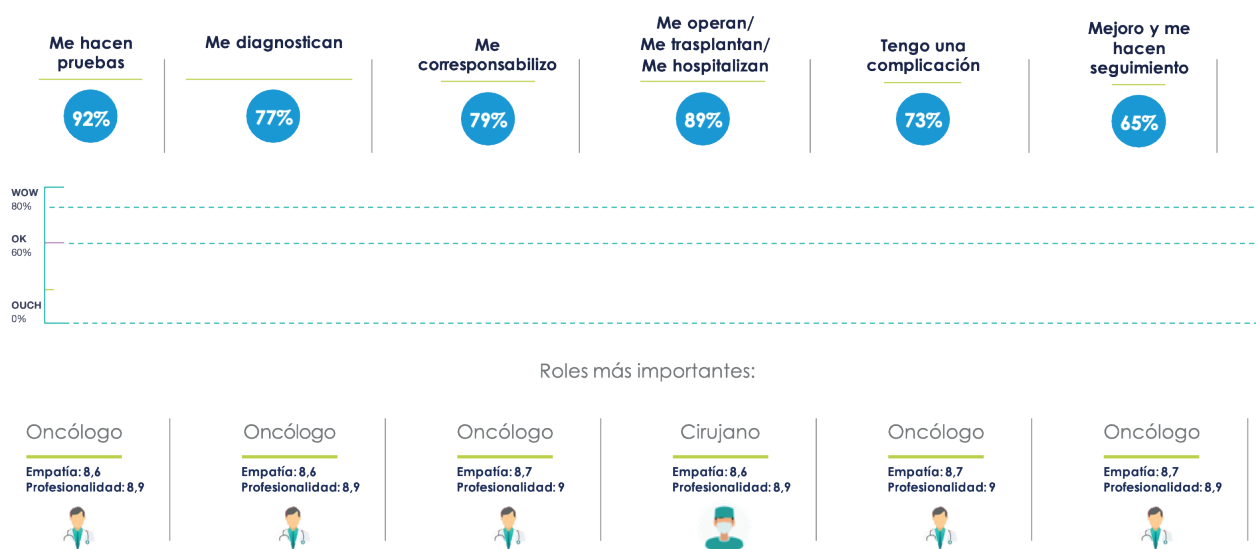 Me hacen
pruebas
92%
Me diagnostican
77%
Me
corresponsabilizo
79%
Me operan/
Me trasplantan/
Me hospitalizan
89%
Tengo una
complicación
73%
Mejoro y me
hacen
seguimiento
65%
WOW
80%
OK
60%
OUCH
0%
Roles más importantes:
Oncólogo
Empatía: 8,6
Profesionalidad: 8,9
Oncólogo
Empatía: 8,6
Profesionalidad: 8,9
Oncólogo
Empatía: 8,7
Profesionalidad: 9
Cirujano
Empatía: 8,6
Profesionalidad: 8,9
Oncólogo
Empatía: 8,7
Profesionalidad: 9
Oncólogo
Empatía: 8,7
Profesionalidad: 8,9